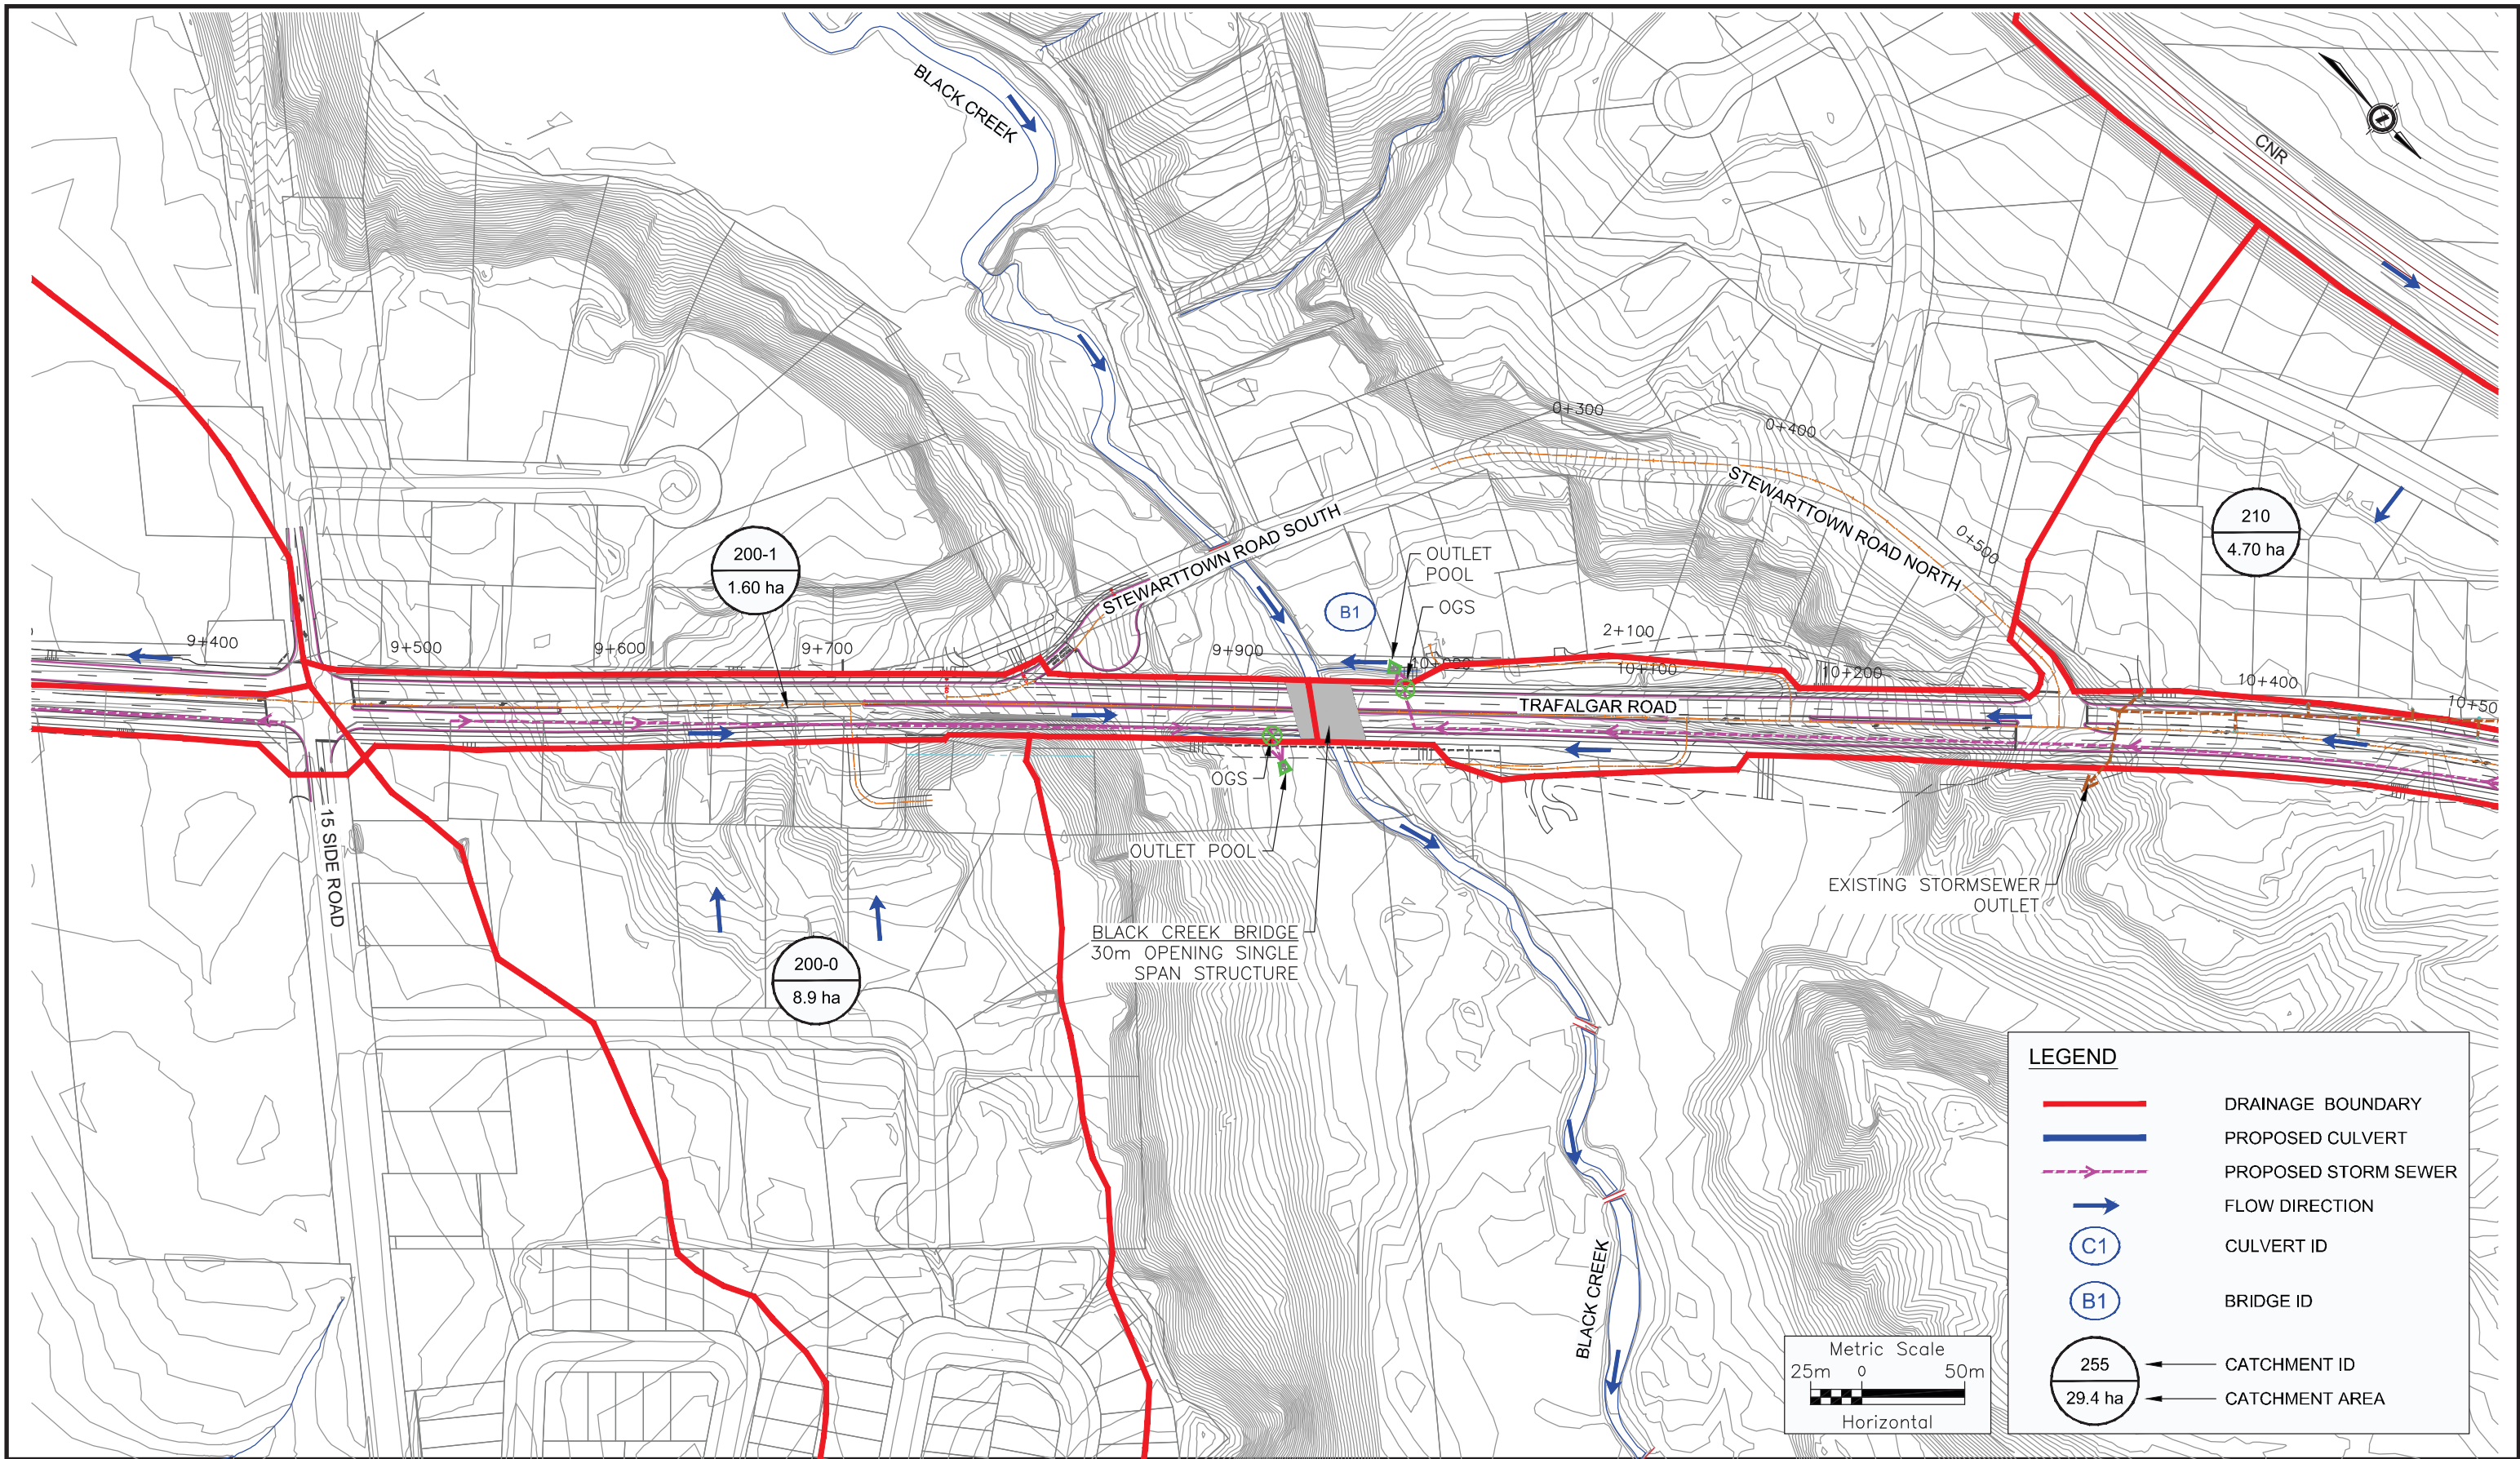 BLACK CREEK
CNR
0+300
0+400
STEWARTTOWN ROAD SOUTH
STEWARTTOWN ROAD NORTH
0+500
210
4.70 ha
200-1
1.60 ha
OUTLET
POOL
OGS
B1
9+400
9+500
9+600
9+700
9+900
2+100
10+100
10+200
10+400
10+50
TRAFALGAR ROAD
15 SIDE ROAD
OGS
OUTLET POOL
EXISTING STORMSEWER
OUTLET
BLACK CREEK BRIDGE
30m OPENING SINGLE
SPAN STRUCTURE
200-0
8.9 ha
BLACK CREEK
LEGEND
DRAINAGE BOUNDARY
PROPOSED CULVERT
PROPOSED STORM SEWER
FLOW DIRECTION
C1
CULVERT ID
B1
BRIDGE ID
255
CATCHMENT ID
29.4 ha
CATCHMENT AREA
Metric Scale
25m 0 50m
Horizontal